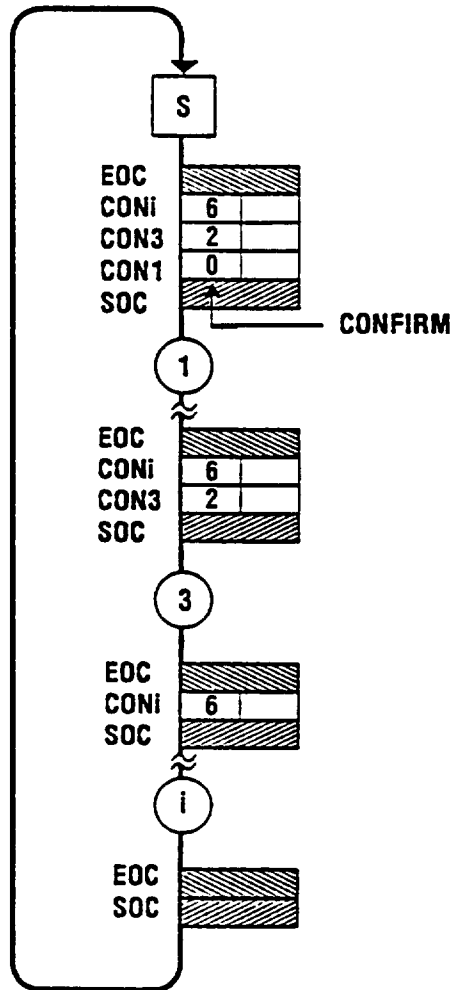 S
EOC
CONi 6
CON3 2
CON1 0
SOC
CONFIRM
1
EOC
CONi 6
CON3 2
SOC
3
EOC
CONi 6
SOC
i
EOC
SOC